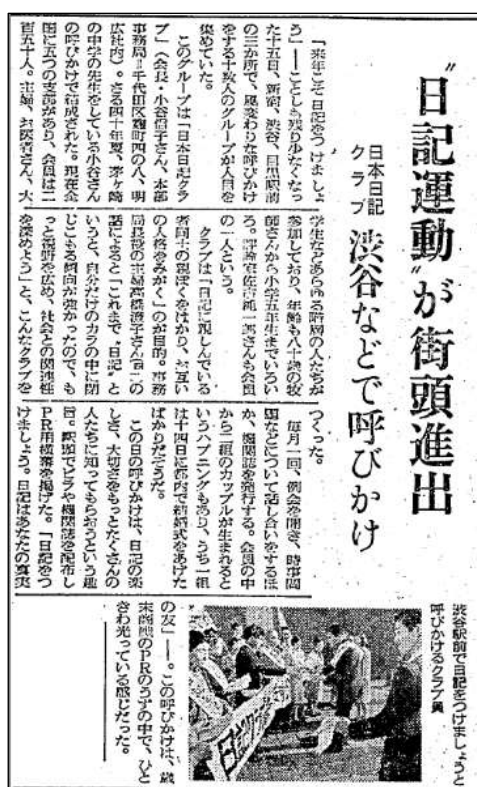 〝日記運動〟が街頭進出
日本日記
クラブ
渋谷などで呼びかけ
「来年こそ日記をつけましょ
う」――ことしも残り少なくなっ
た十五日、新宿、渋谷、目黒駅前
の三か所で、風変わりな呼びかけ
をする十数人のグループが人目を
集めていた。
このグループは「日本日記クラ
ブ」(会長・小谷信子さん、本部
事務局=千代田区麹町四の八、明
広社内)。さる四十年夏、茅ヶ崎
の中学の先生をしている小谷さん
の呼びかけで結成された。現在全
国に五つの支部があり、会員は二
百五十人。主婦、お医者さん、大
学生などあらゆる階層の人たちが
参加しており、年齢も八十歳の牧
師さんから小学五年生までいろい
ろ。評論家佐古純一郎さんも会員
の一人という。
クラブは「日記に親しんでいる
者同士の親ぼくをはかり、お互い
の人格をみがく」のが目的。事務
局長役の主婦高橋澄子さん の
話によると「これまで〝日記〟と
いうと、自分だけのカラの中に閉
じこもる傾向が強かったので、も
っと視野を広め、社会との関連性
を深めよう」と、こんなクラブを
つくった。
毎月一回、例会を開き、時事問
題などについて話し合いをするほ
か、機関誌を発行する。会員の中
から二組のカップルが生まれると
いうハプニングもあり、うち一組
は十四日に都内で結婚式をあげた
ばかりだそうだ。
この日の呼びかけは、日記の楽
しさ、大切さをもっとたくさんの
人たちに知ってもらおうという趣
旨。駅頭でビラや機関誌を配布し
PR用横幕を掲げた。「日記をつ
けましょう。日記はあなたの真実
の友」――。この呼びかけは、歳
末商戦のPRのうずの中で、ひと
きわ光っている感じだった。
渋谷駅前で日記をつけましょうと
呼びかけるクラブ員